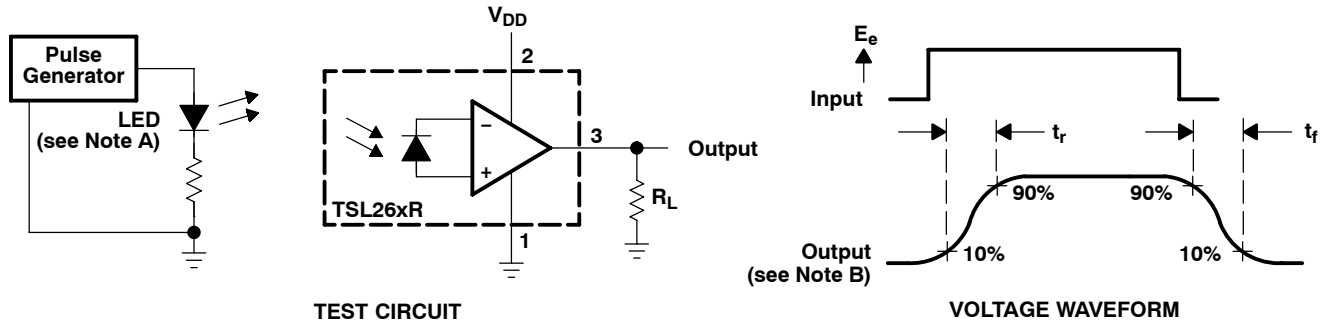 Pulse
Generator
LED
(see Note A)
VDD
2
−
+
3
Output
RL
TSL26xR
1
TEST CIRCUIT
Ee
Input
tr
tf
90%
90%
Output
(see Note B)
10%
10%
VOLTAGE WAVEFORM